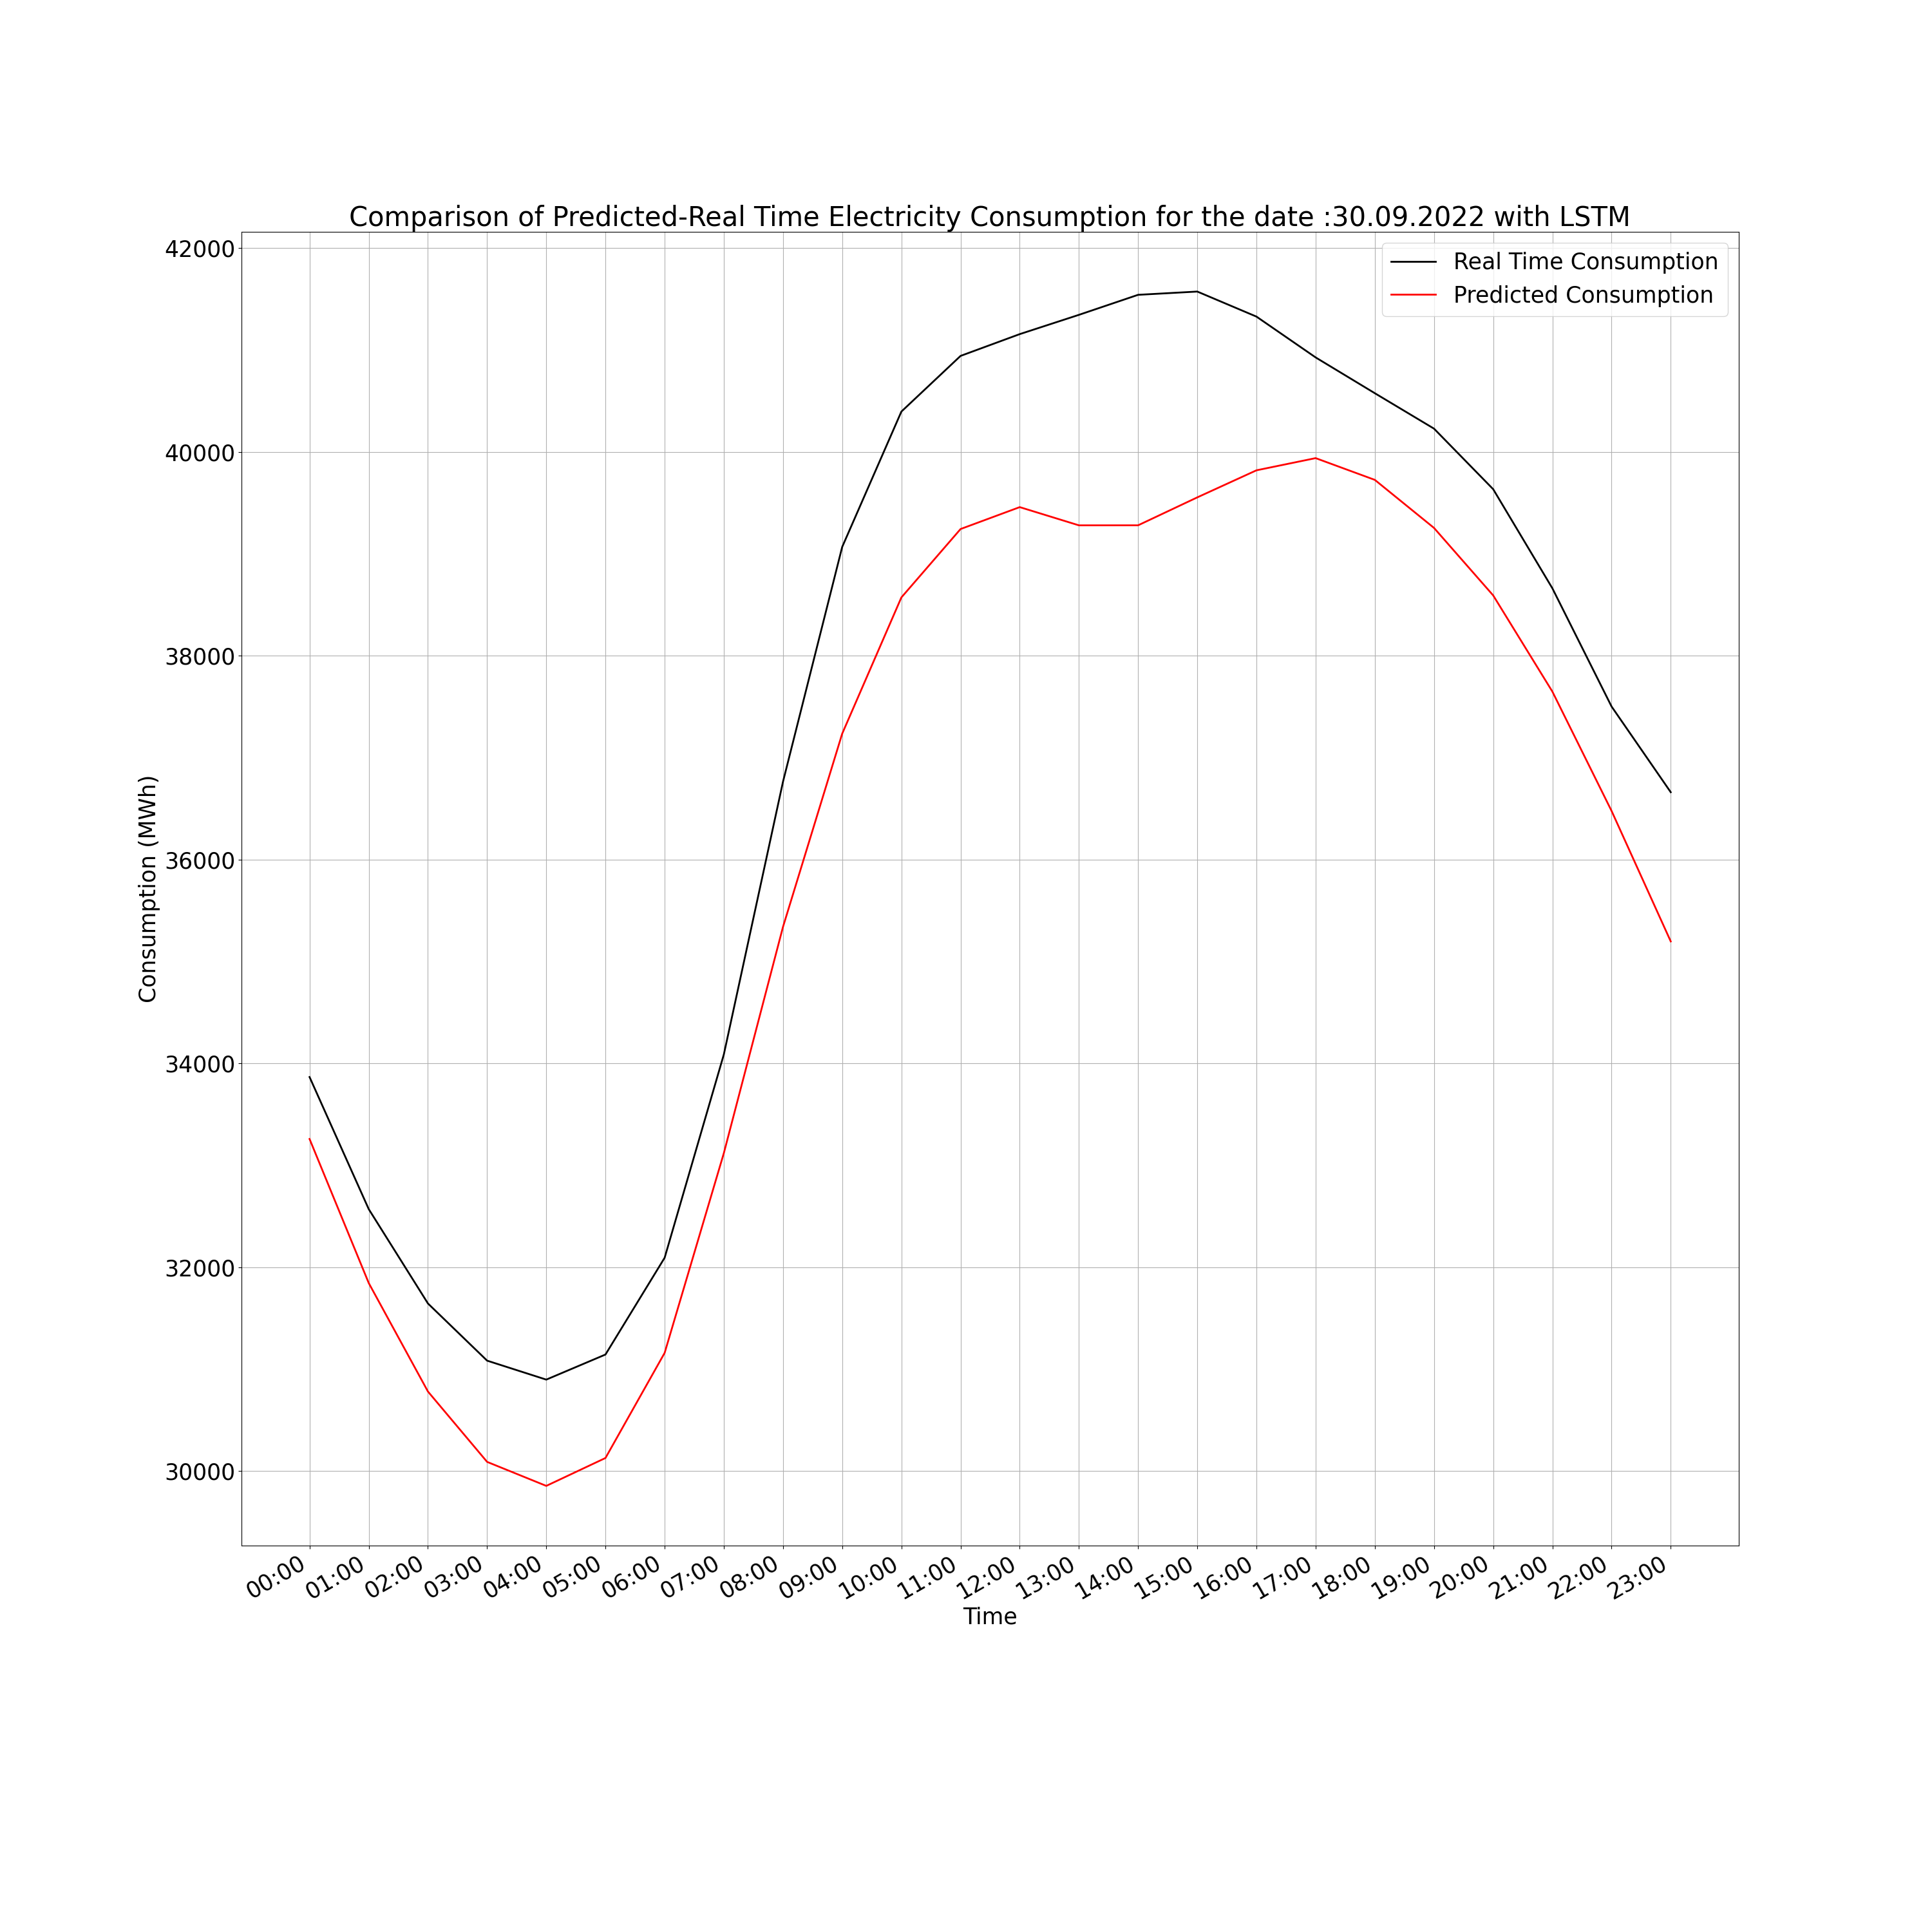 Comparison of Predicted-Real Time Electricity Consumption for the date :30.09.2022 with LSTM
Real Time Consumption
Predicted Consumption
Consumption (MWh)
42000
40000
38000
36000
34000
32000
30000
00:00 01:00 02:00 03:00 04:00 05:00 06:00 07:00 08:00 09:00 10:00 11:00 12:00 13:00 14:00 15:00 16:00 17:00 18:00 19:00 20:00 21:00 22:00 23:00
Time